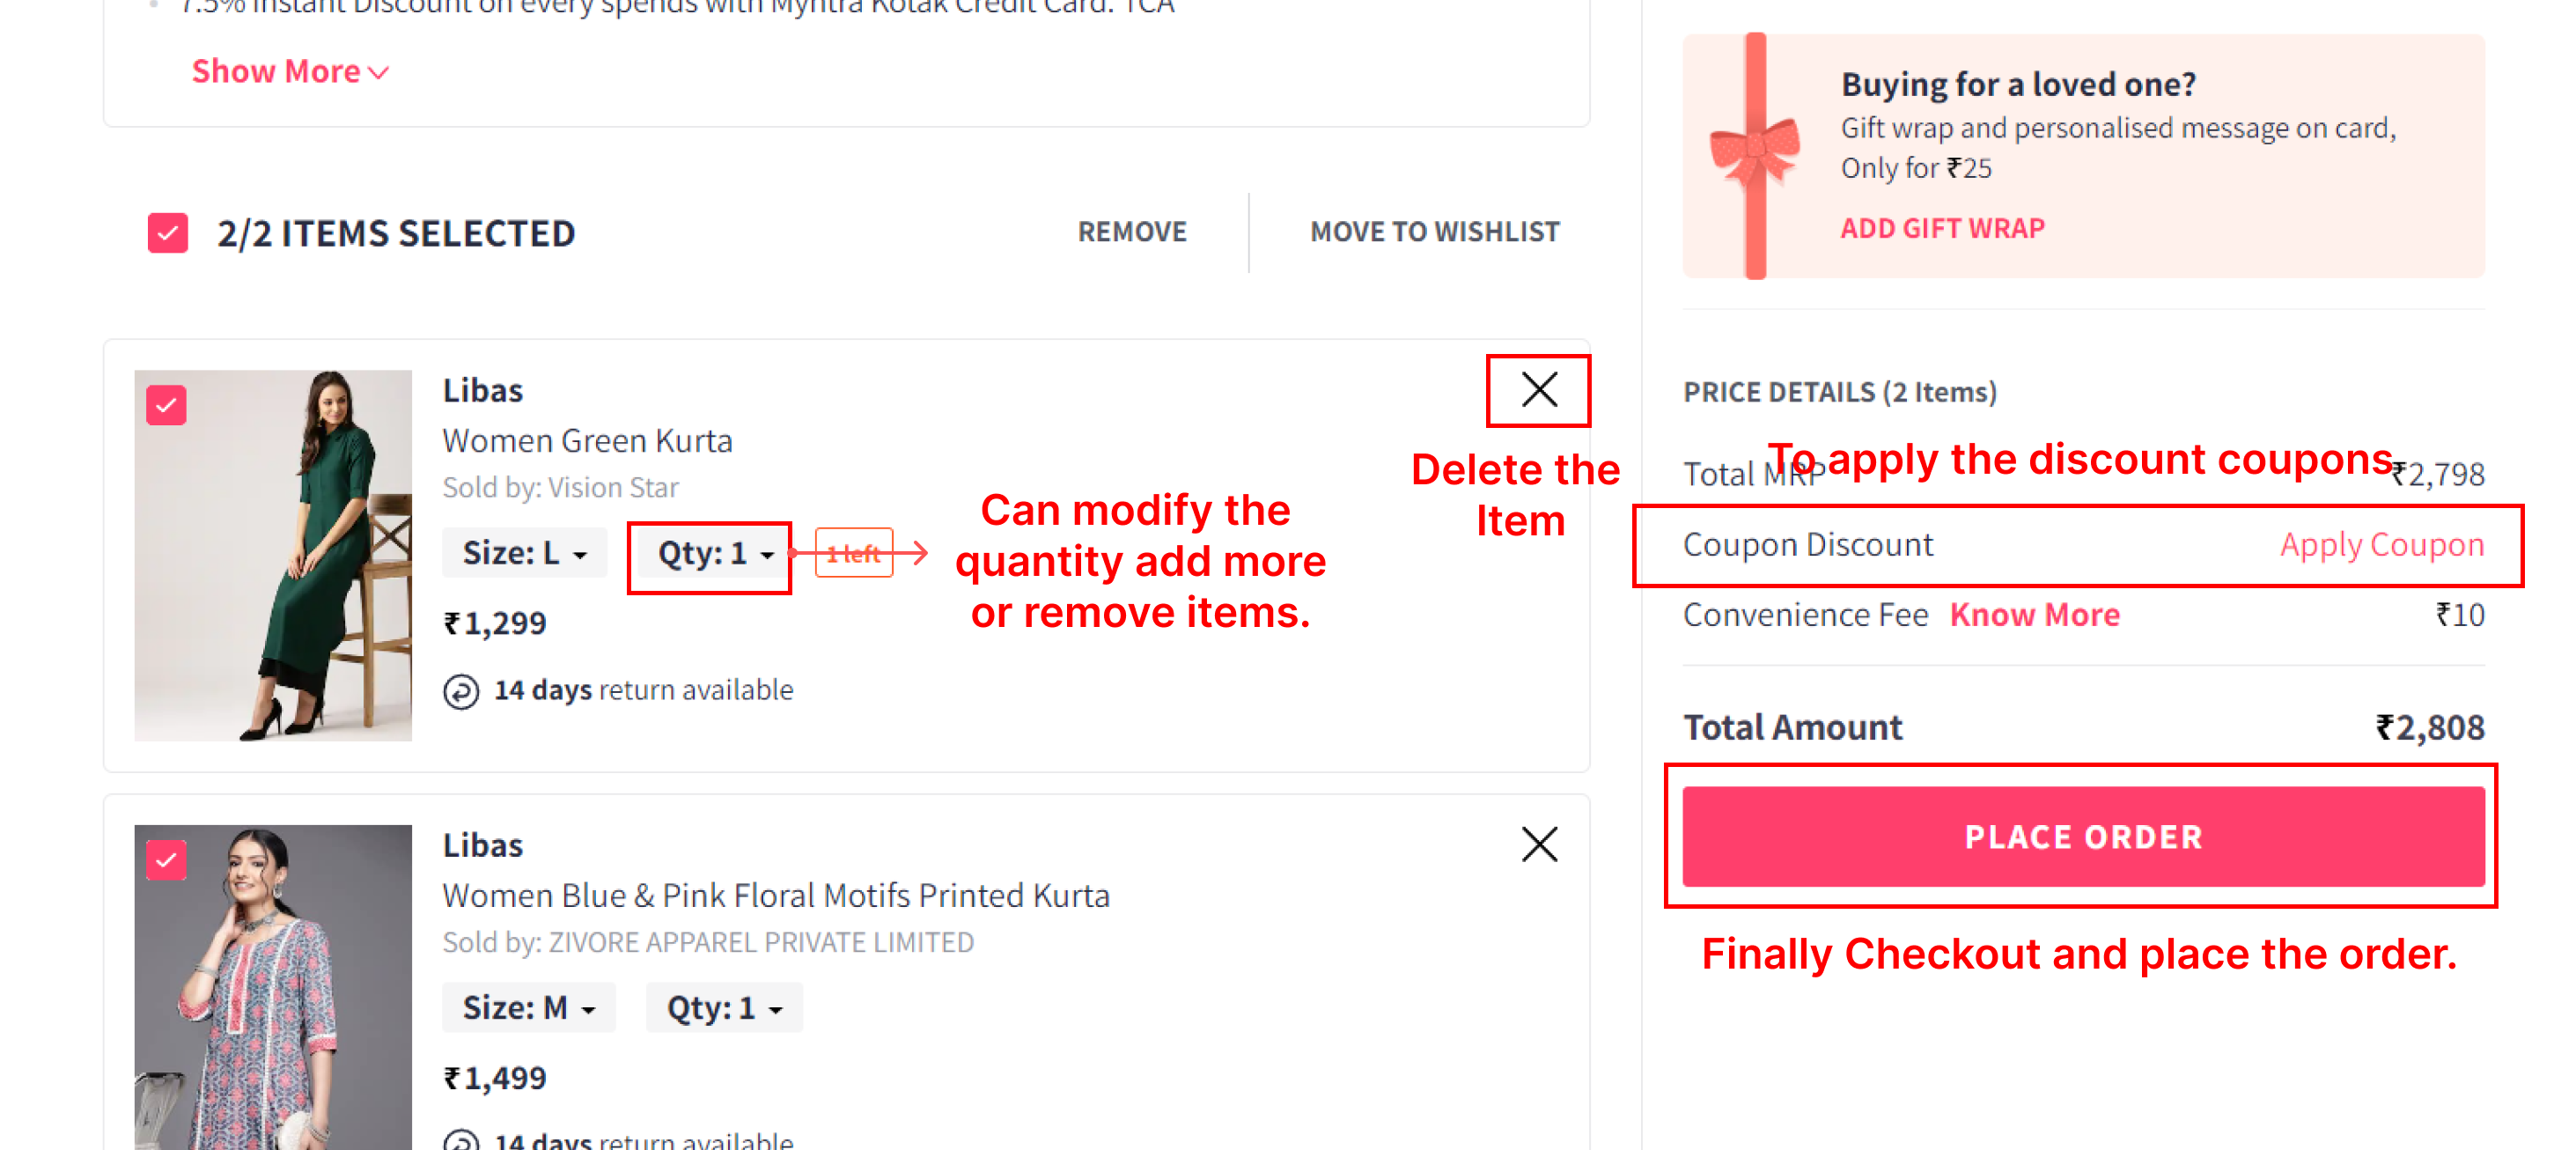 7.5% Instant Discount on every spends with Myntra Kotak Credit Card. TCA
Show More
2/2 ITEMS SELECTED
REMOVE
MOVE TO WISHLIST
Libas
Women Green Kurta
Sold by: Vision Star
Size: L
Qty: 1
1 left
₹1,299
14 days return available
Can modify the
quantity add more
or remove items.
Delete the
Item
Libas
Women Blue & Pink Floral Motifs Printed Kurta
Sold by: ZIVORE APPAREL PRIVATE LIMITED
Size: M
Qty: 1
₹1,499
14 days return available
Buying for a loved one?
Gift wrap and personalised message on card,
Only for ₹25
ADD GIFT WRAP
PRICE DETAILS (2 Items)
To apply the discount coupons
Total MRP ₹2,798
Coupon Discount Apply Coupon
Convenience Fee Know More ₹10
Total Amount ₹2,808
PLACE ORDER
Finally Checkout and place the order.